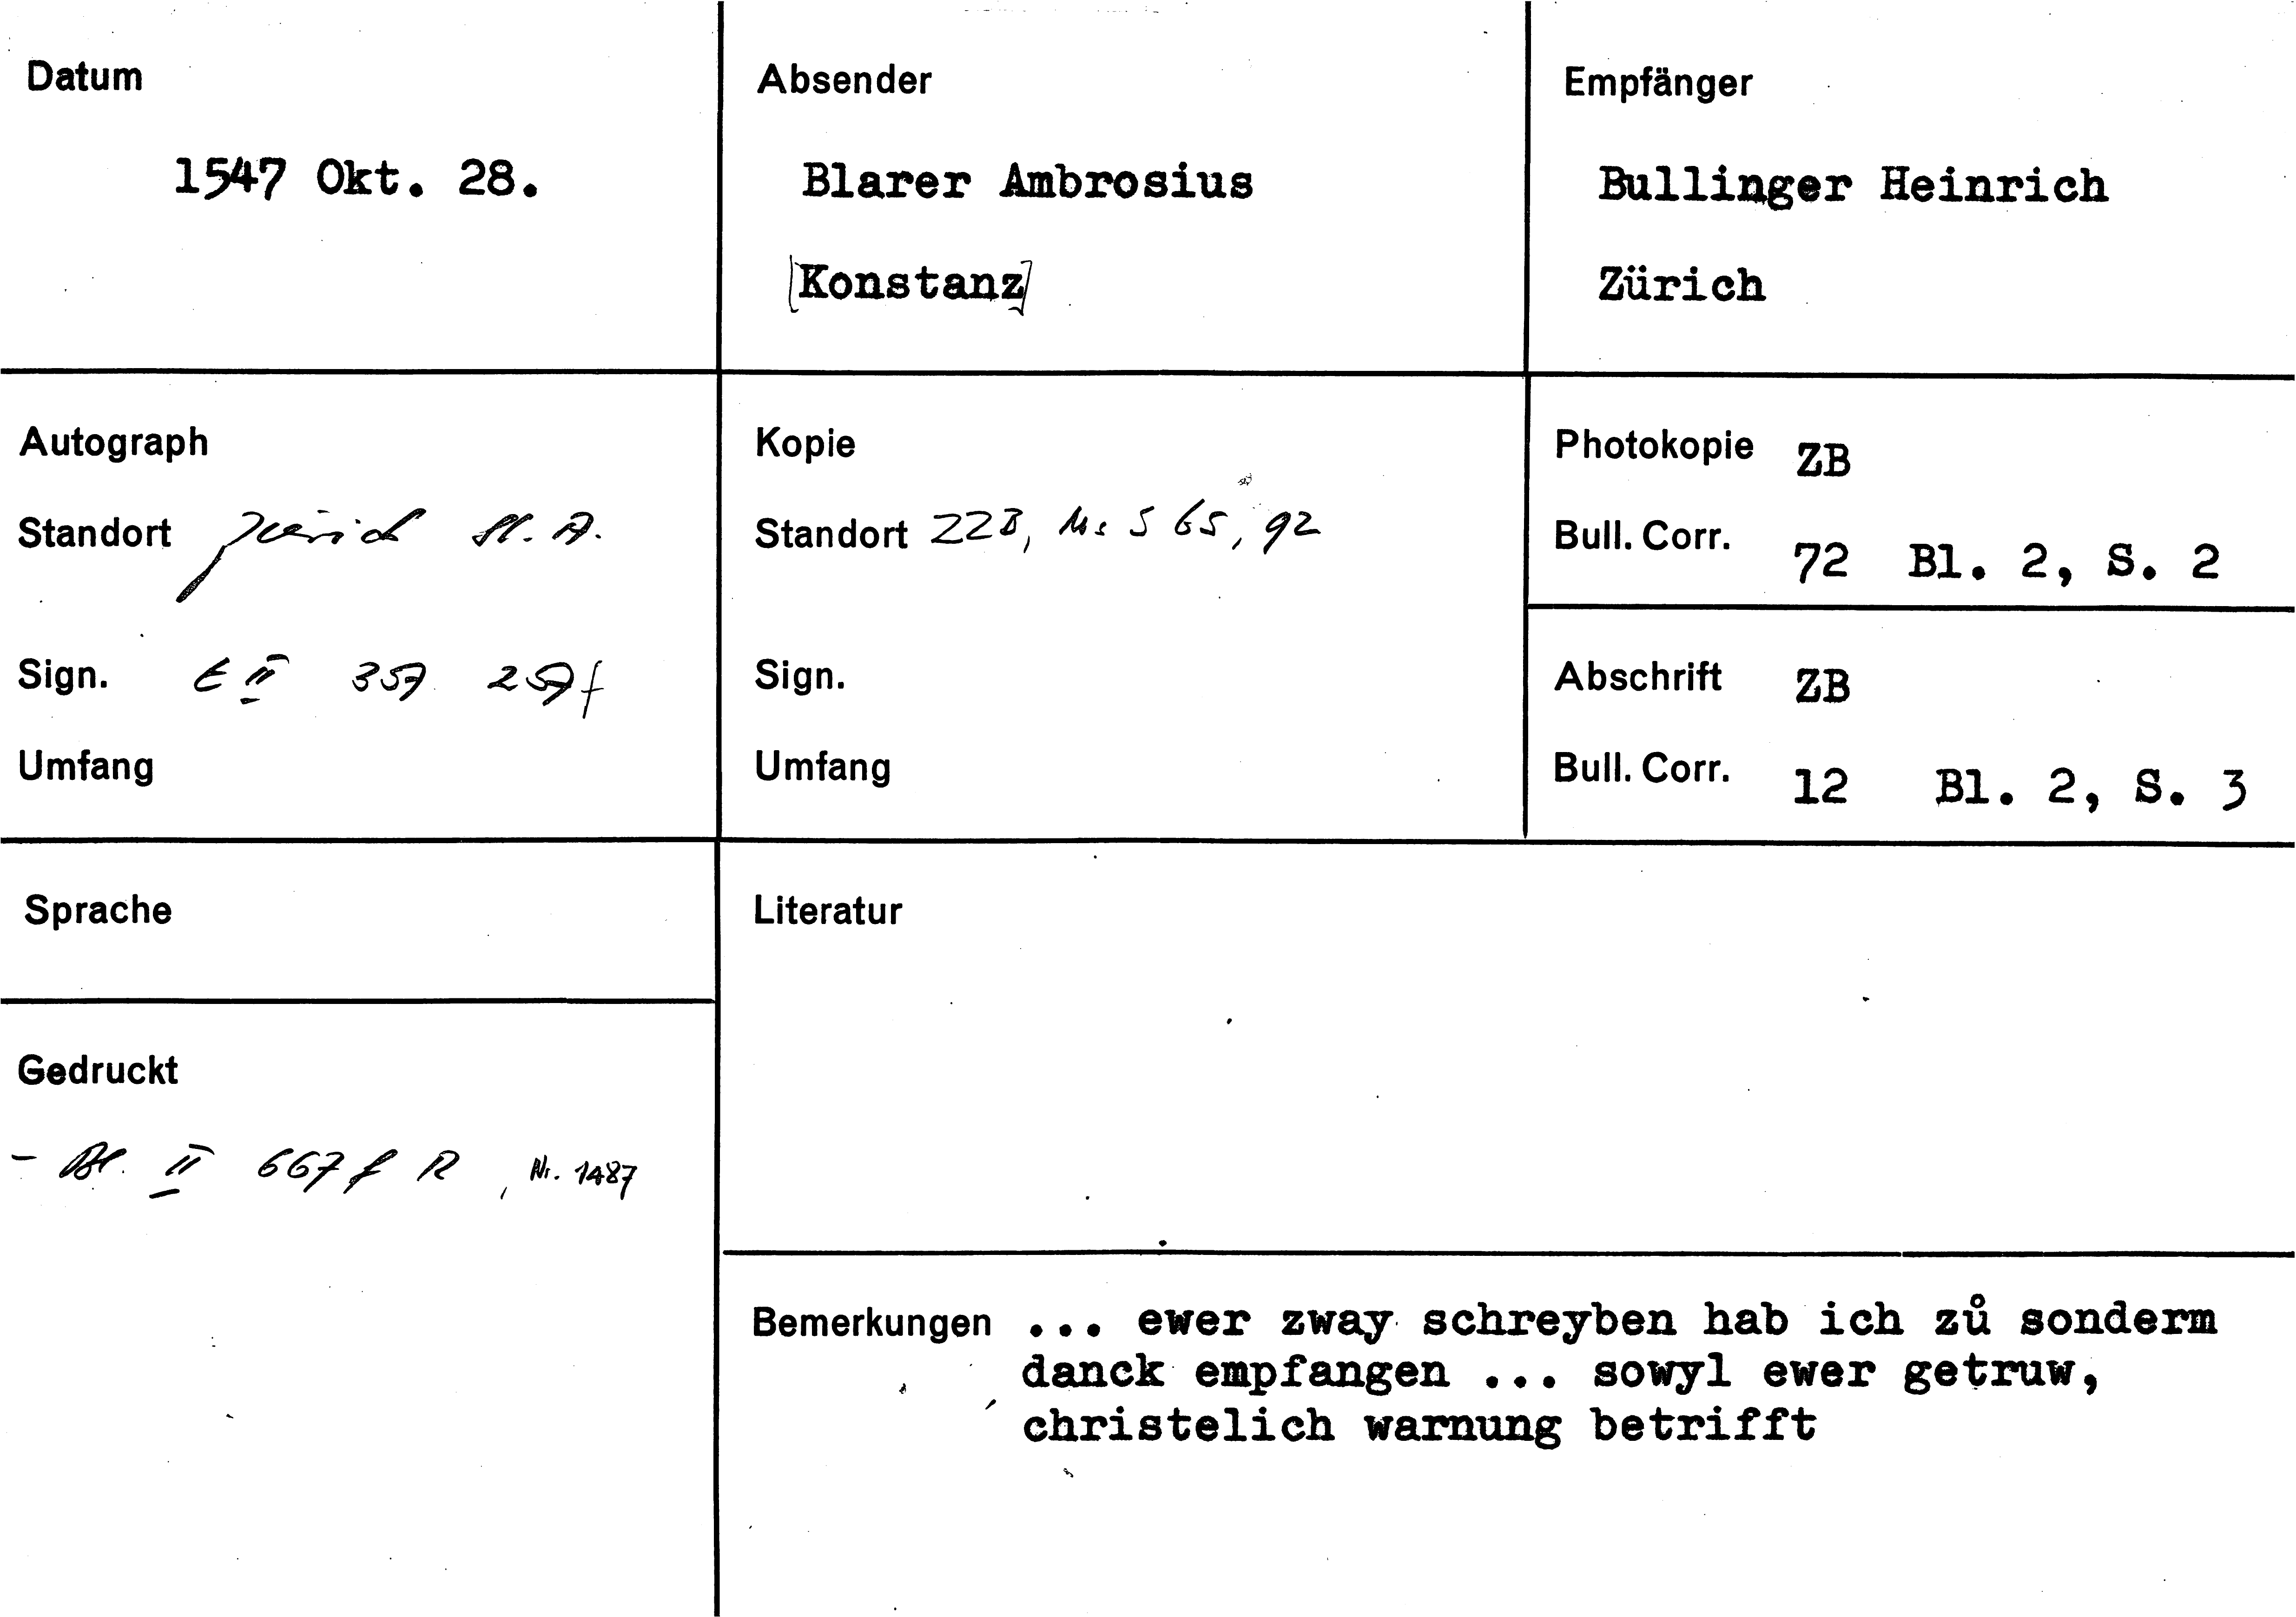 Datum
1547 Okt. 28.
Absender
Blarer Ambrosius
[Konstanz]
Empfänger
Bullinger Heinrich
Zürich
Autograph
Standort Zürich St. A.
Sign. E II 357 257f
Umfang
Kopie
Standort ZZB, Ms S 65, 92
Sign.
Umfang
Photokopie ZB
Bull. Corr. 72 Bl. 2, S. 2
Abschrift ZB
Bull. Corr. 12 Bl. 2, S. 3
Sprache
Gedruckt
- Bl. II 667 f R, Nr. 1487
Literatur
Bemerkungen ... ewer zway schreyben hab ich zů sonderm
danck empfangen ... sowyl ewer getruw,
christelich warnung betrifft